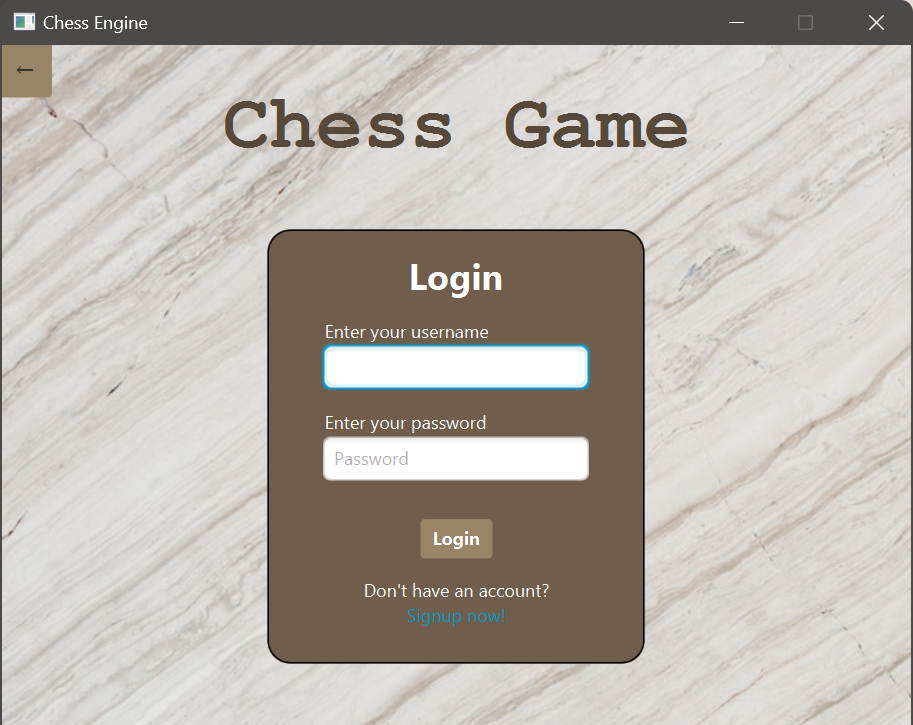 Chess Engine
←
Chess Game
Login
Enter your username
Enter your password
Password
Login
Don't have an account?
Signup now!